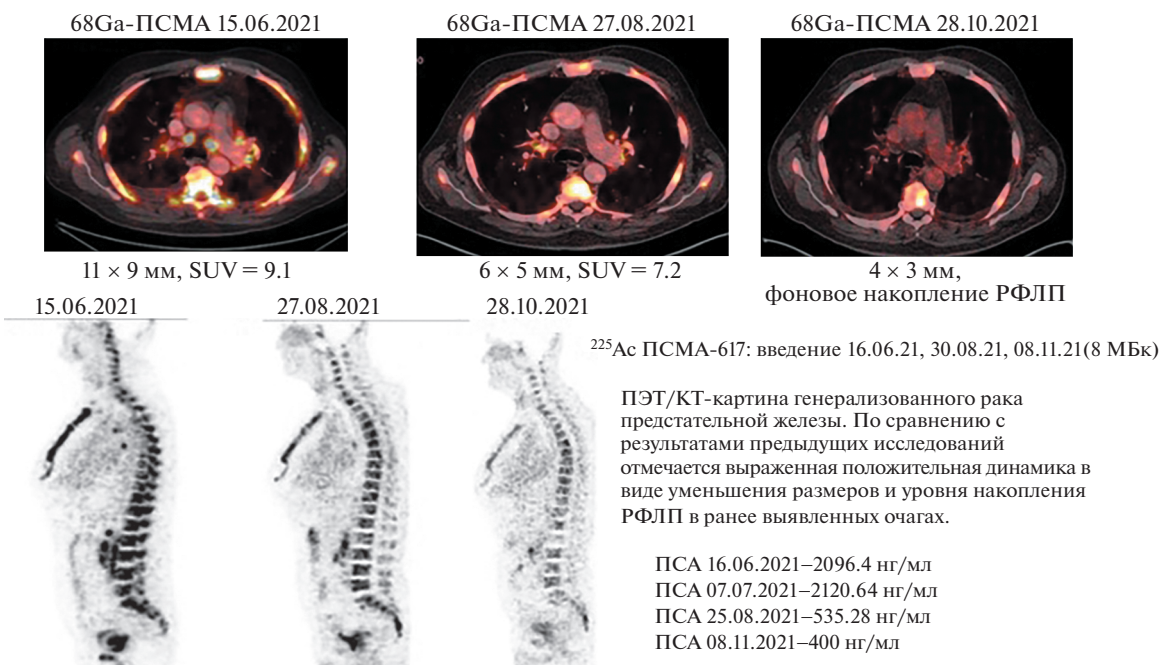 68Ga-ПСМА 15.06.2021
68Ga-ПСМА 27.08.2021
68Ga-ПСМА 28.10.2021
11 × 9 мм, SUV = 9.1
6 × 5 мм, SUV = 7.2
4 × 3 мм,
фоновое накопление РФЛП
15.06.2021
27.08.2021
28.10.2021
²²⁵Ac ПСМА-617: введение 16.06.21, 30.08.21, 08.11.21(8 МБк)
ПЭТ/КТ-картина генерализованного рака
предстательной железы. По сравнению с
результатами предыдущих исследований
отмечается выраженная положительная динамика в
виде уменьшения размеров и уровня накопления
РФЛП в ранее выявленных очагах.
ПСА 16.06.2021–2096.4 нг/мл
ПСА 07.07.2021–2120.64 нг/мл
ПСА 25.08.2021–535.28 нг/мл
ПСА 08.11.2021–400 нг/мл